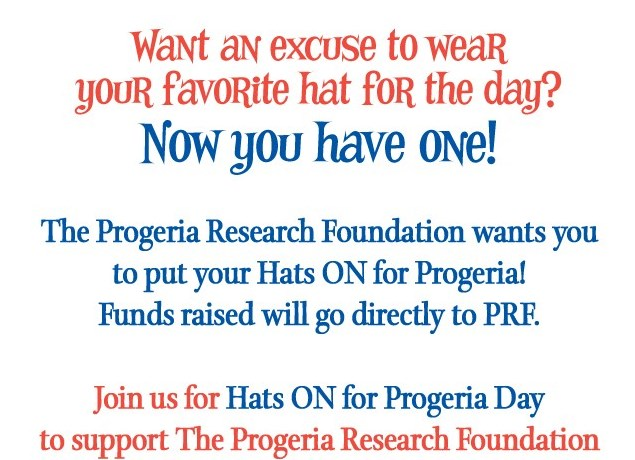 Want an excuse to wear
your favorite hat for the day?
Now you have one!
The Progeria Research Foundation wants you
to put your Hats ON for Progeria!
Funds raised will go directly to PRF.
Join us for Hats ON for Progeria Day
to support The Progeria Research Foundation